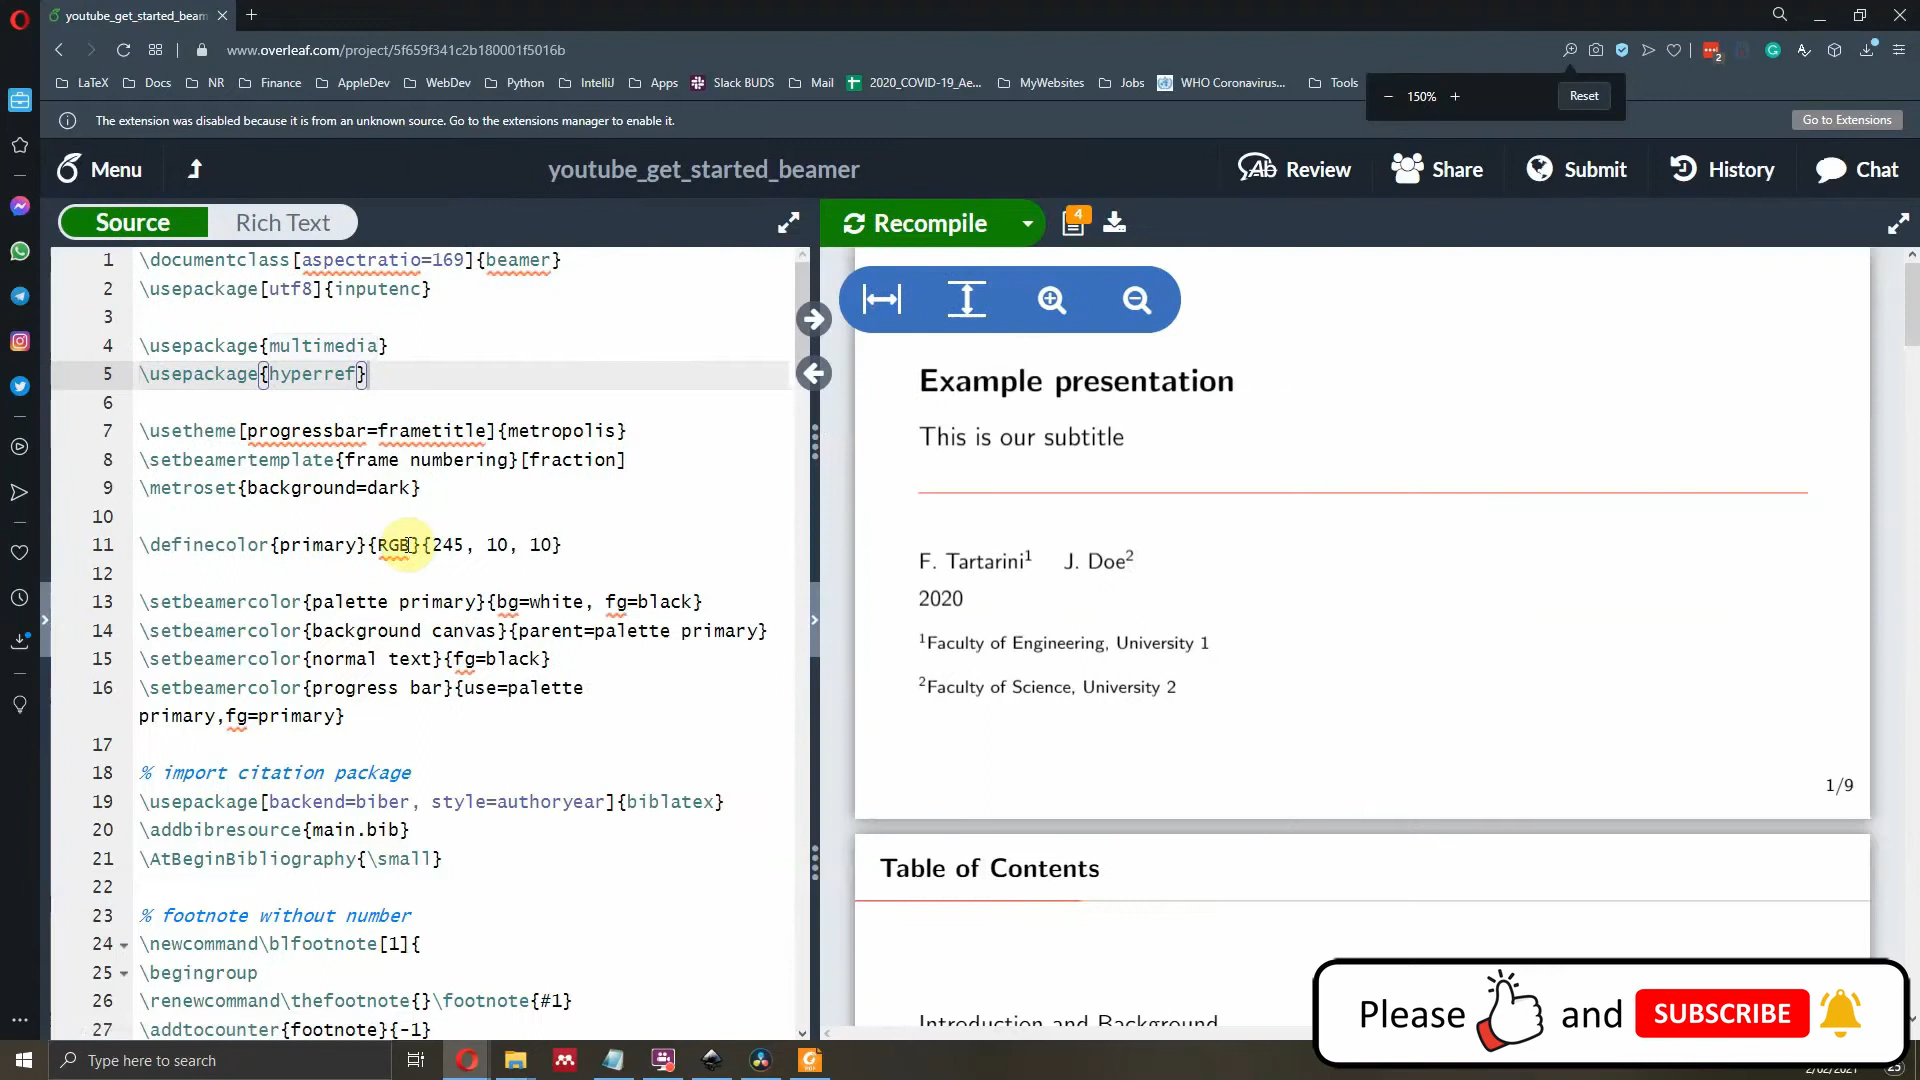 youtube_get_started_beam
www.overleaf.com/project/5f659f341c2b180001f5016b
2
LaTeX Docs NR Finance AppleDev WebDev Python IntelliJ Apps Slack BUDS Mail 2020_COVID-19_Ae... MyWebsites Jobs WHO Coronavirus... Tools
150% Reset
The extension was disabled because it is from an unknown source. Go to the extensions manager to enable it.
Go to Extensions
Menu
youtube_get_started_beamer
Review Share Submit History Chat
Source Rich Text
Recompile
4
1 \documentclass[aspectratio=169]{beamer}
2 \usepackage[utf8]{inputenc}
3
4 \usepackage{multimedia}
5 \usepackage{hyperref}
6
7 \usetheme[progressbar=frametitle]{metropolis}
8 \setbeamertemplate{frame numbering}[fraction]
9 \metroset{background=dark}
10
11 \definecolor{primary}{RGB}{245, 10, 10}
12
13 \setbeamercolor{palette primary}{bg=white, fg=black}
14 \setbeamercolor{background canvas}{parent=palette primary}
15 \setbeamercolor{normal text}{fg=black}
16 \setbeamercolor{progress bar}{use=palette
primary,fg=primary}
17
18 % import citation package
19 \usepackage[backend=biber, style=authoryear]{biblatex}
20 \addbibresource{main.bib}
21 \AtBeginBibliography{\small}
22
23 % footnote without number
24 \newcommand\blfootnote[1]{
25 \begingroup
26 \renewcommand\thefootnote{}\footnote{#1}
27 \addtocounter{footnote}{-1}
Example presentation
This is our subtitle
F. Tartarini¹ J. Doe²
2020
¹Faculty of Engineering, University 1
²Faculty of Science, University 2
1/9
Table of Contents
Introduction and Background
Please and SUBSCRIBE
Type here to search
2/02/2021
25